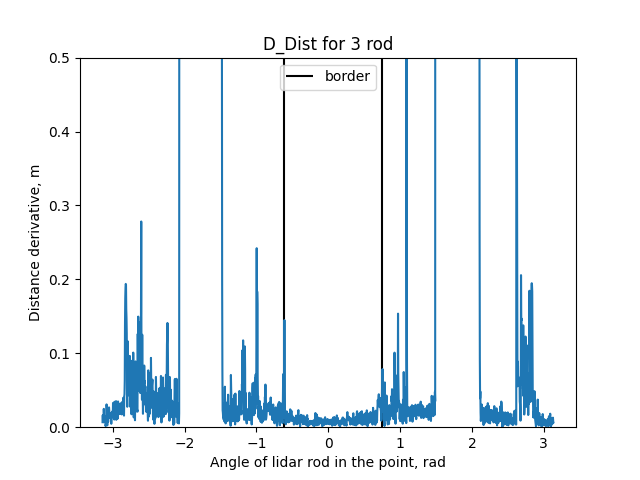 D_Dist for 3 rod
border
Distance derivative, m
0.5
0.4
0.3
0.2
0.1
0.0
−3 −2 −1 0 1 2 3
Angle of lidar rod in the point, rad